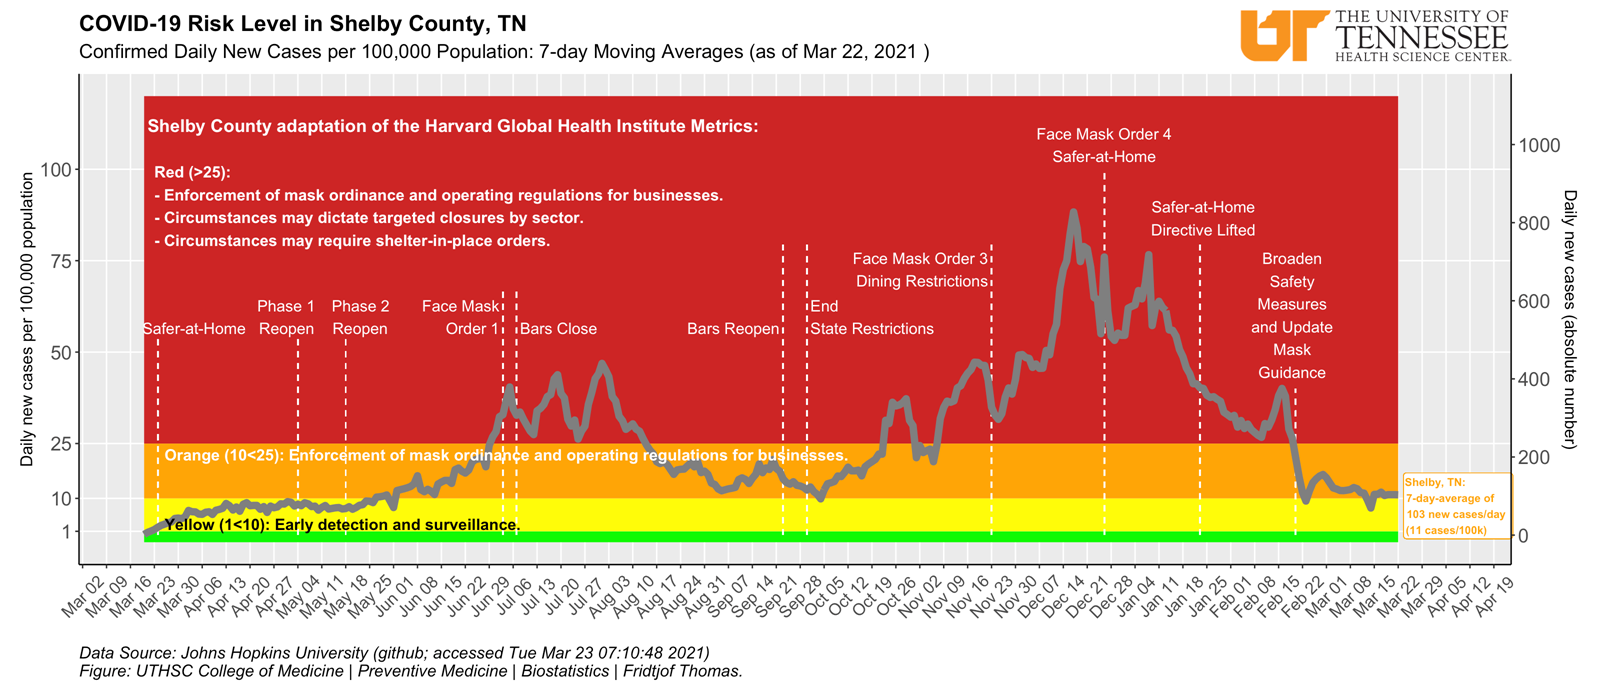 COVID-19 Risk Level in Shelby County, TN
Confirmed Daily New Cases per 100,000 Population: 7-day Moving Averages (as of Mar 22, 2021 )
UT
THE UNIVERSITY OF
TENNESSEE
HEALTH SCIENCE CENTER.
Shelby County adaptation of the Harvard Global Health Institute Metrics:
Red (>25):
- Enforcement of mask ordinance and operating regulations for businesses.
- Circumstances may dictate targeted closures by sector.
- Circumstances may require shelter-in-place orders.
Safer-at-Home
Phase 1
Reopen
Phase 2
Reopen
Face Mask
Order 1
Bars Close
Bars Reopen
End
State Restrictions
Face Mask Order 3
Dining Restrictions
Face Mask Order 4
Safer-at-Home
Safer-at-Home
Directive Lifted
Broaden
Safety
Measures
and Update
Mask
Guidance
Orange (10<25): Enforcement of mask ordinance and operating regulations for businesses.
Yellow (1<10): Early detection and surveillance.
Shelby, TN:
7-day-average of
103 new cases/day
(11 cases/100k)
Daily new cases per 100,000 population
100
75
50
25
10
1
Daily new cases (absolute number)
1000
800
600
400
200
0
Mar 02
Mar 09
Mar 16
Mar 23
Mar 30
Apr 06
Apr 13
Apr 20
Apr 27
May 04
May 11
May 18
May 25
Jun 01
Jun 08
Jun 15
Jun 22
Jun 29
Jul 06
Jul 13
Jul 20
Jul 27
Aug 03
Aug 10
Aug 17
Aug 24
Aug 31
Sep 07
Sep 14
Sep 21
Sep 28
Oct 05
Oct 12
Oct 19
Oct 26
Nov 02
Nov 09
Nov 16
Nov 23
Nov 30
Dec 07
Dec 14
Dec 21
Dec 28
Jan 04
Jan 11
Jan 18
Jan 25
Feb 01
Feb 08
Feb 15
Feb 22
Mar 01
Mar 08
Mar 15
Mar 22
Mar 29
Apr 05
Apr 12
Apr 19
Data Source: Johns Hopkins University (github; accessed Tue Mar 23 07:10:48 2021)
Figure: UTHSC College of Medicine | Preventive Medicine | Biostatistics | Fridtjof Thomas.